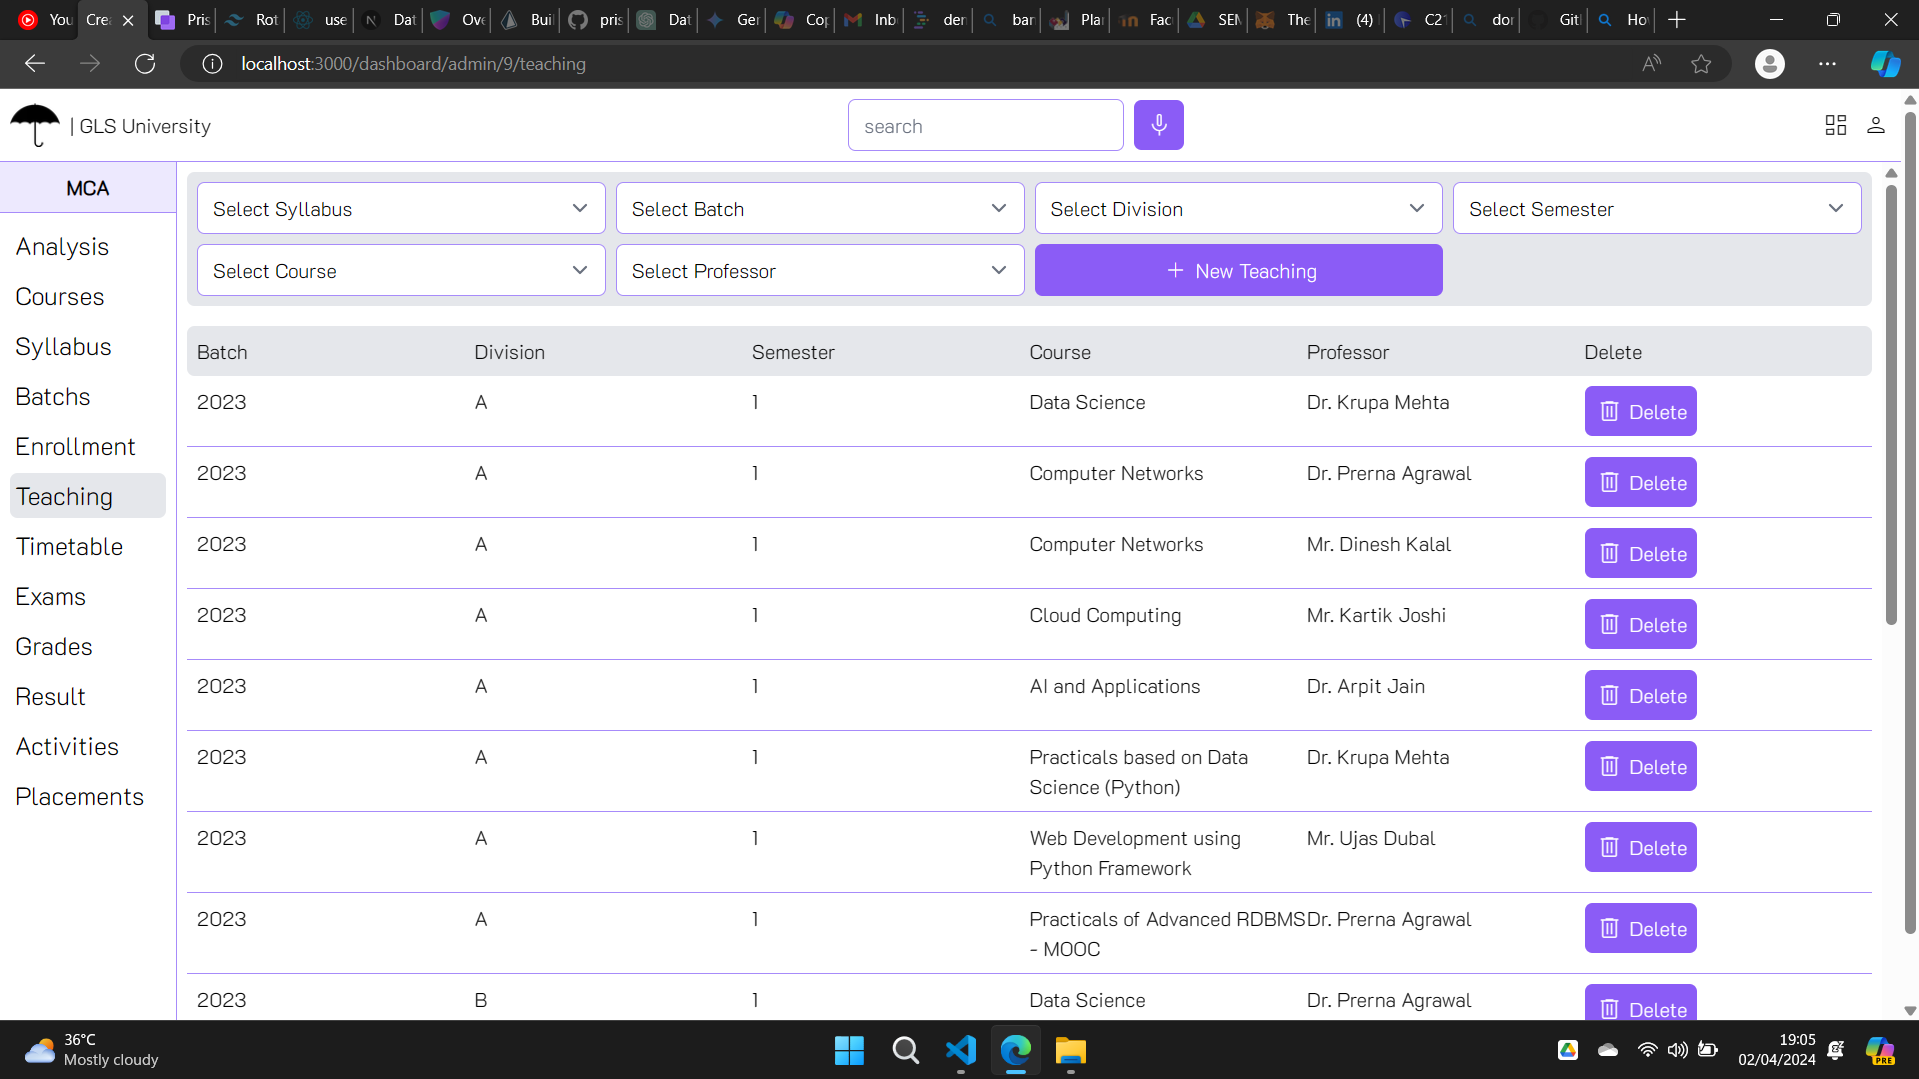 You
Crea
Pris
Rot
use
Dat
Ove
Bui
pris
Dat
Ger
Cop
Inb
der
ban
Plar
Fac
SEM
The
(4)
C2
dor
Git
Hov
localhost:3000/dashboard/admin/9/teaching
| GLS University
search
MCA
Analysis
Courses
Syllabus
Batchs
Enrollment
Teaching
Timetable
Exams
Grades
Result
Activities
Placements
Select Syllabus Select Batch Select Division Select Semester
Select Course Select Professor + New Teaching
Batch Division Semester Course Professor Delete
2023 A 1 Data Science Dr. Krupa Mehta Delete
2023 A 1 Computer Networks Dr. Prerna Agrawal Delete
2023 A 1 Computer Networks Mr. Dinesh Kalal Delete
2023 A 1 Cloud Computing Mr. Kartik Joshi Delete
2023 A 1 AI and Applications Dr. Arpit Jain Delete
2023 A 1 Practicals based on Data Dr. Krupa Mehta Delete
Science (Python)
2023 A 1 Web Development using Mr. Ujas Dubal Delete
Python Framework
2023 A 1 Practicals of Advanced RDBMS Dr. Prerna Agrawal Delete
- MOOC
2023 B 1 Data Science Dr. Prerna Agrawal Delete
36°C
Mostly cloudy
19:05
02/04/2024
PRE